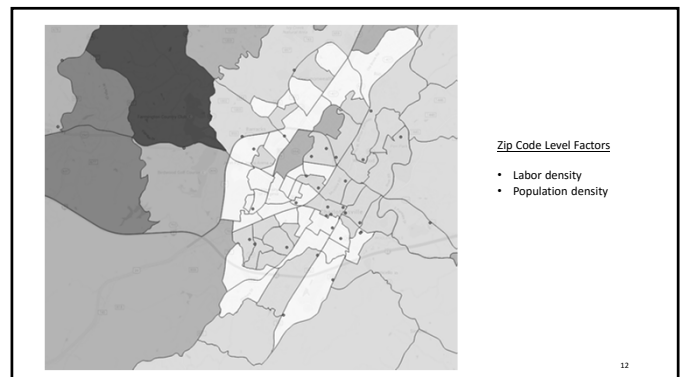 Zip Code Level Factors
• Labor density
• Population density
12